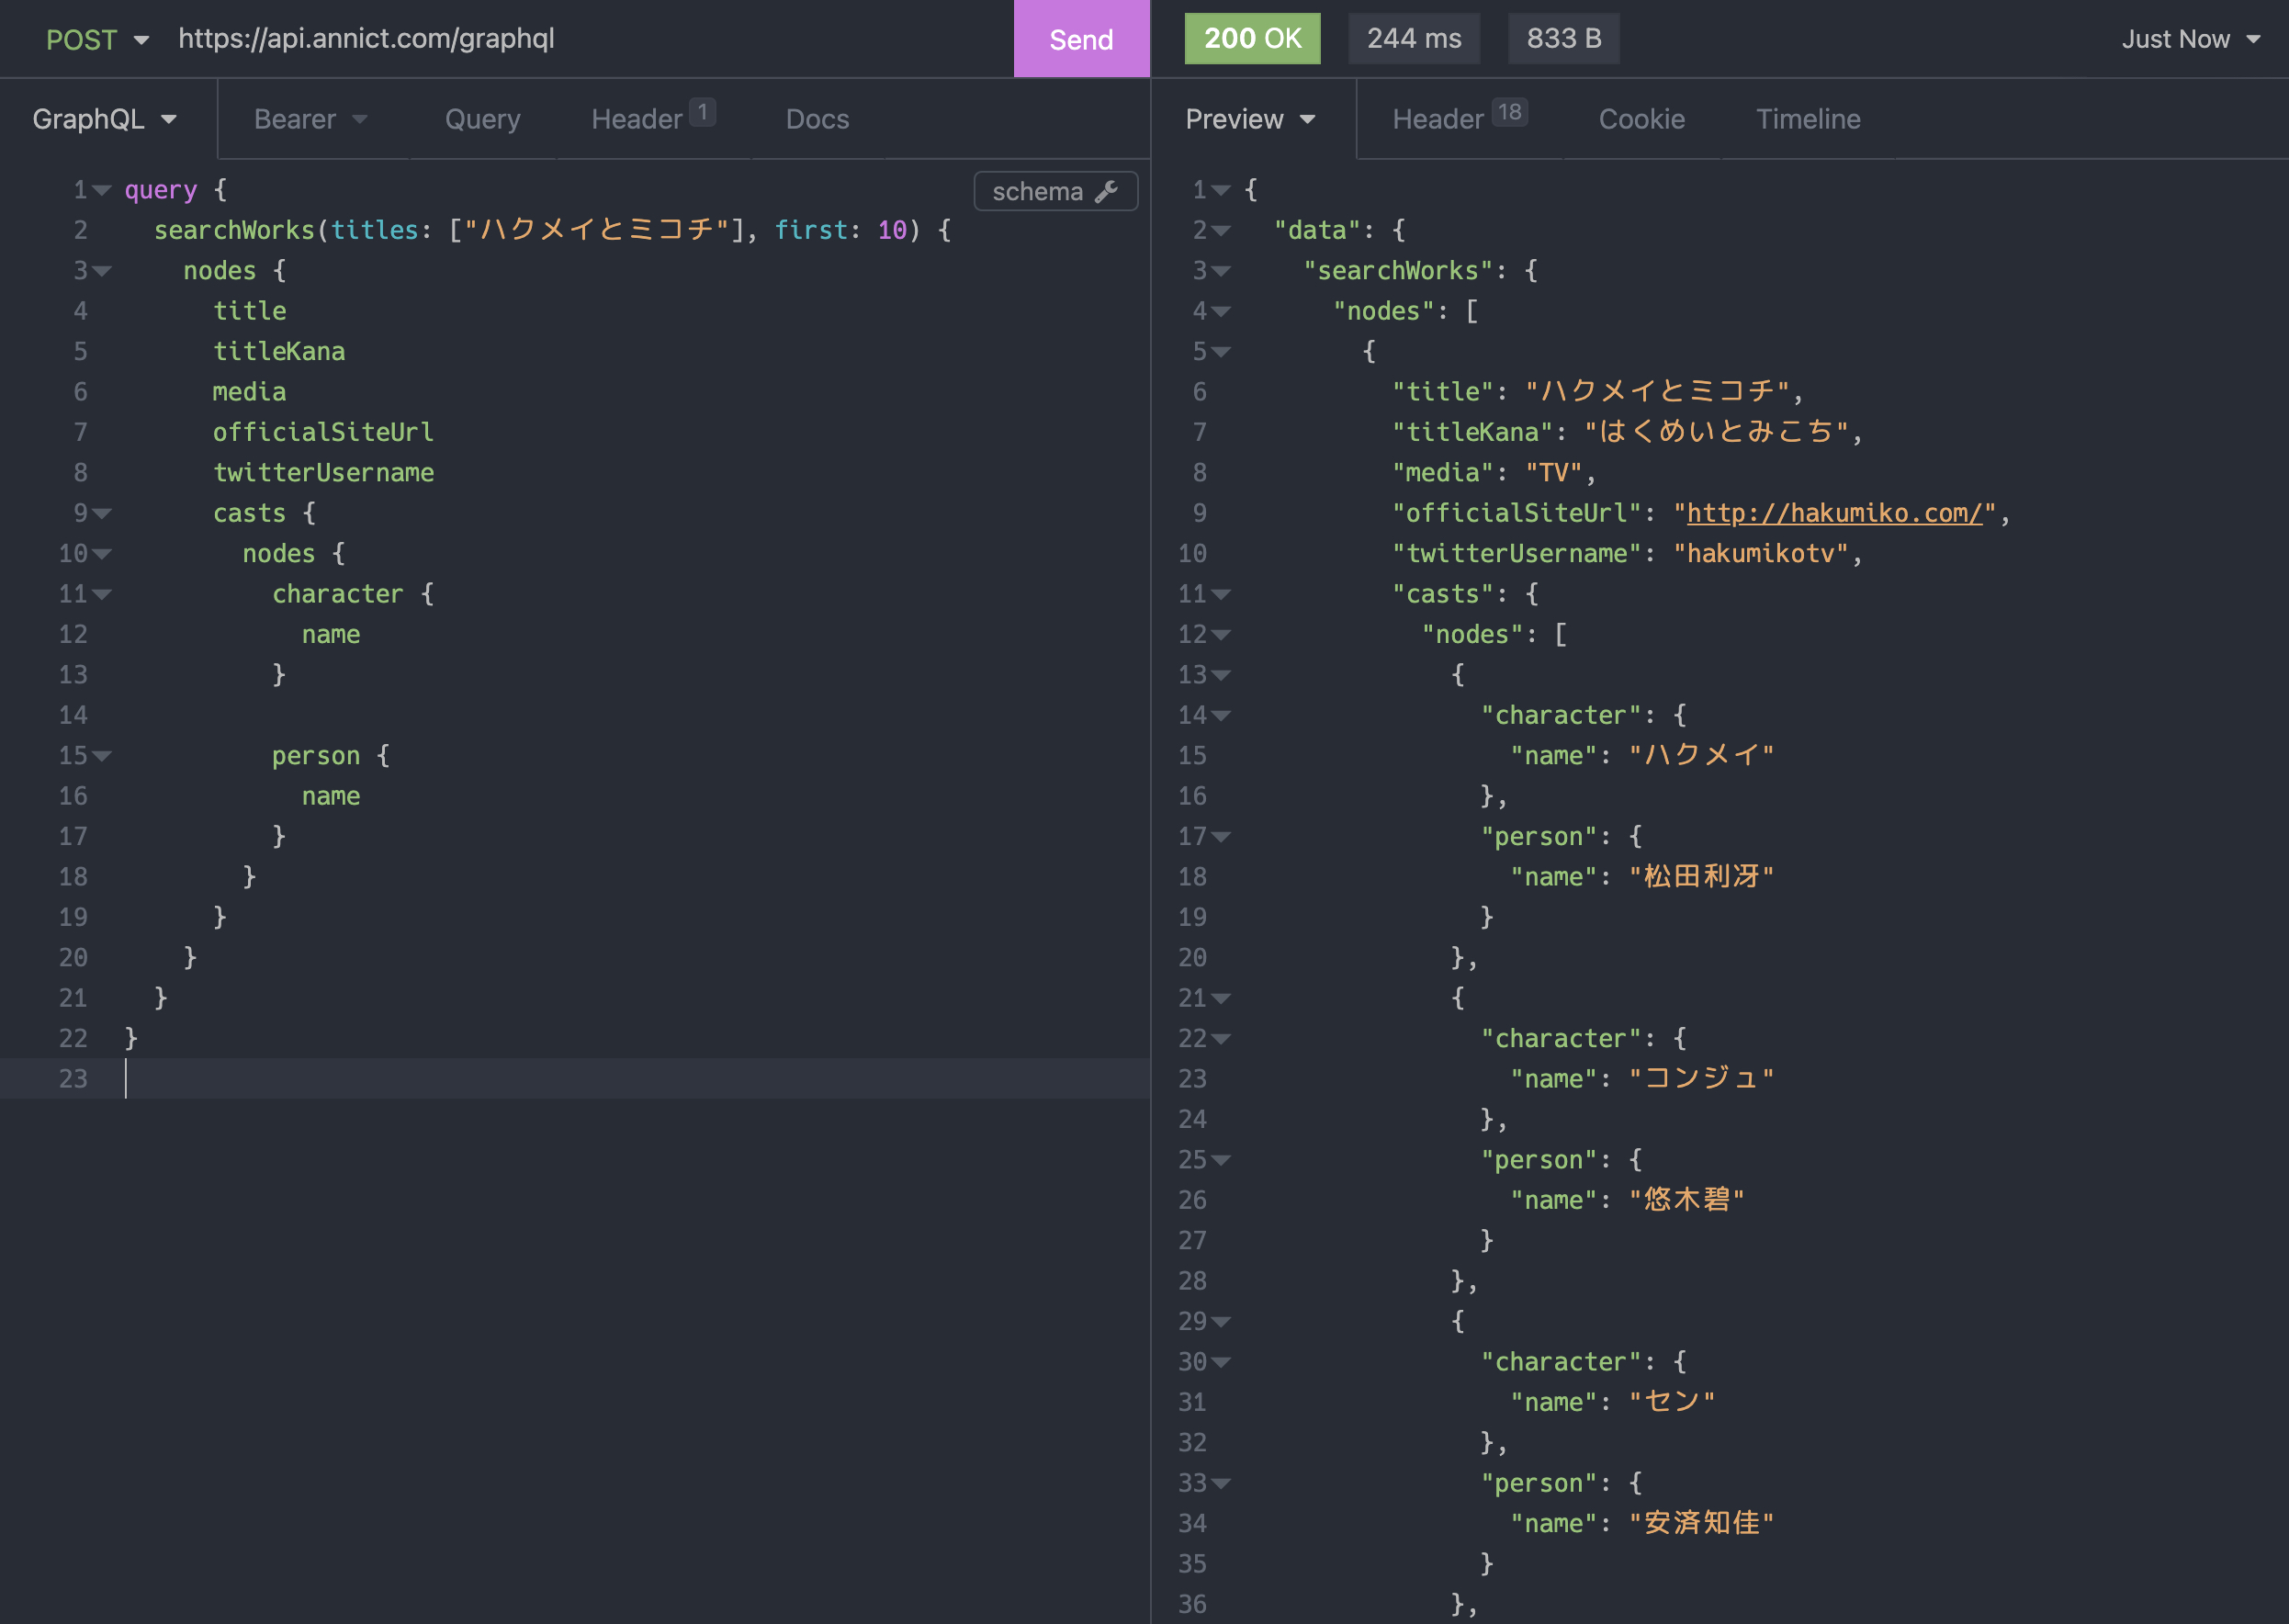 POST https://api.annict.com/graphql Send
GraphQL Bearer Query Header 1 Docs
schema
1 query {
2 searchWorks(titles: ["ハクメイとミコチ"], first: 10) {
3 nodes {
4 title
5 titleKana
6 media
7 officialSiteUrl
8 twitterUsername
9 casts {
10 nodes {
11 character {
12 name
13 }
14
15 person {
16 name
17 }
18 }
19 }
20 }
21 }
22 }
23
200 OK 244 ms 833 B Just Now
Preview Header 18 Cookie Timeline
1 {
2 "data": {
3 "searchWorks": {
4 "nodes": [
5 {
6 "title": "ハクメイとミコチ",
7 "titleKana": "はくめいとみこち",
8 "media": "TV",
9 "officialSiteUrl": "http://hakumiko.com/",
10 "twitterUsername": "hakumikotv",
11 "casts": {
12 "nodes": [
13 {
14 "character": {
15 "name": "ハクメイ"
16 },
17 "person": {
18 "name": "松田利冴"
19 }
20 },
21 {
22 "character": {
23 "name": "コンジュ"
24 },
25 "person": {
26 "name": "悠木碧"
27 }
28 },
29 {
30 "character": {
31 "name": "セン"
32 },
33 "person": {
34 "name": "安済知佳"
35 }
36 },